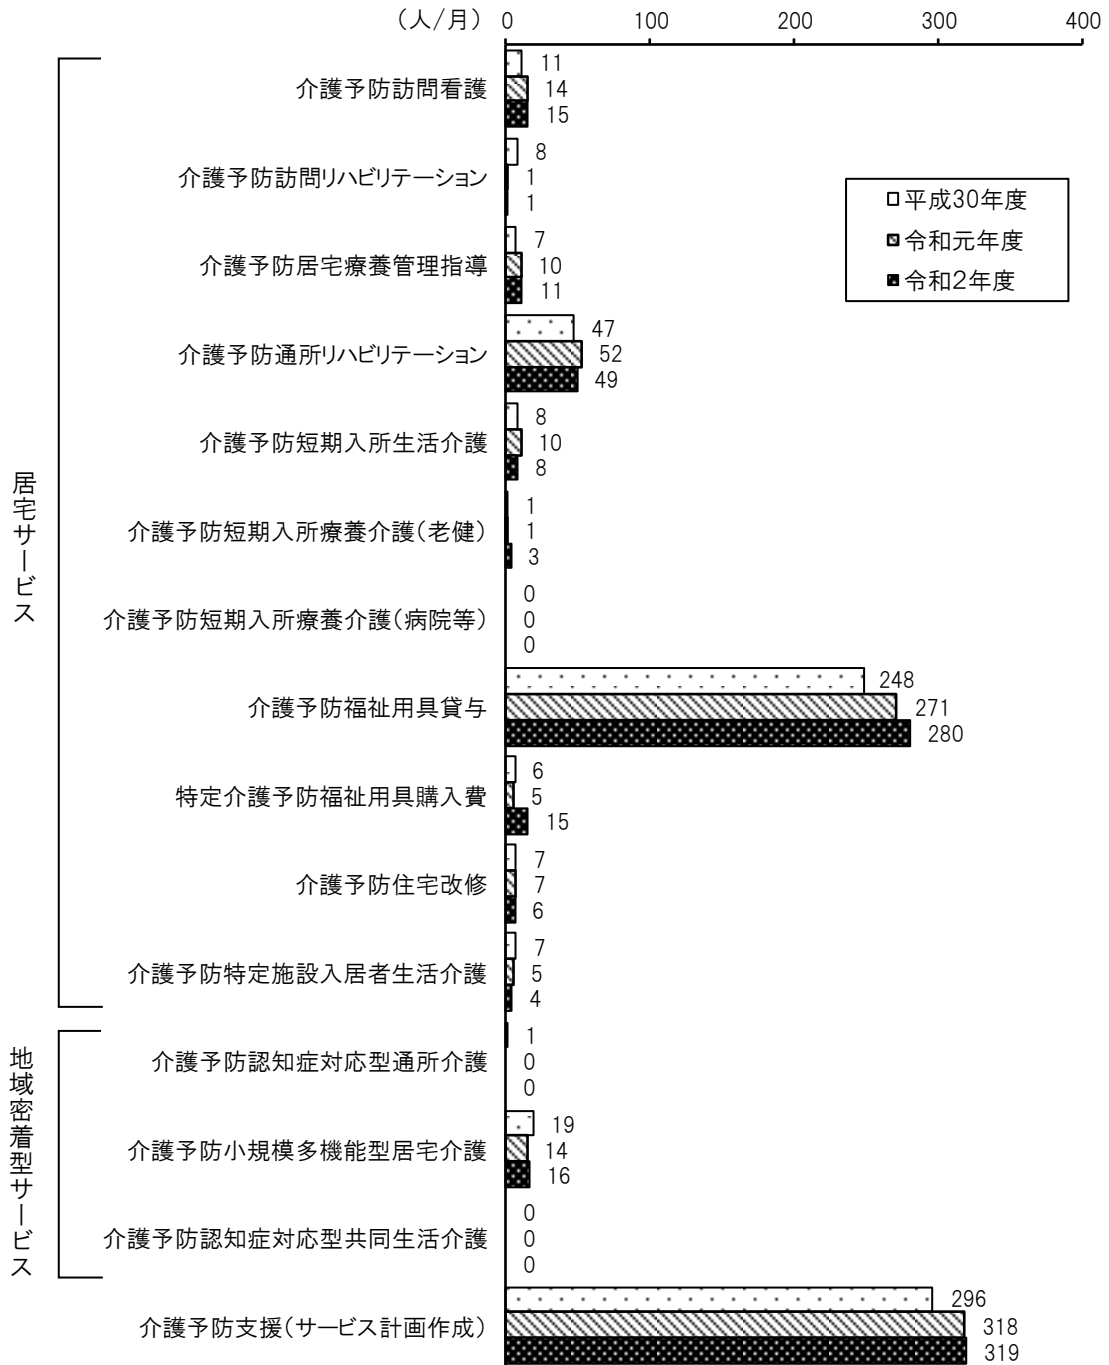 (人/月)
0 100 200 300 400
居宅サービス
介護予防訪問看護
11
14
15
介護予防訪問リハビリテーション
8
1
1
介護予防居宅療養管理指導
7
10
11
介護予防通所リハビリテーション
47
52
49
介護予防短期入所生活介護
8
10
8
介護予防短期入所療養介護(老健)
1
1
3
介護予防短期入所療養介護(病院等)
0
0
0
介護予防福祉用具貸与
248
271
280
特定介護予防福祉用具購入費
6
5
15
介護予防住宅改修
7
7
6
介護予防特定施設入居者生活介護
7
5
4
地域密着型サービス
介護予防認知症対応型通所介護
1
0
0
介護予防小規模多機能型居宅介護
19
14
16
介護予防認知症対応型共同生活介護
0
0
0
介護予防支援(サービス計画作成)
296
318
319
平成30年度
令和元年度
令和2年度